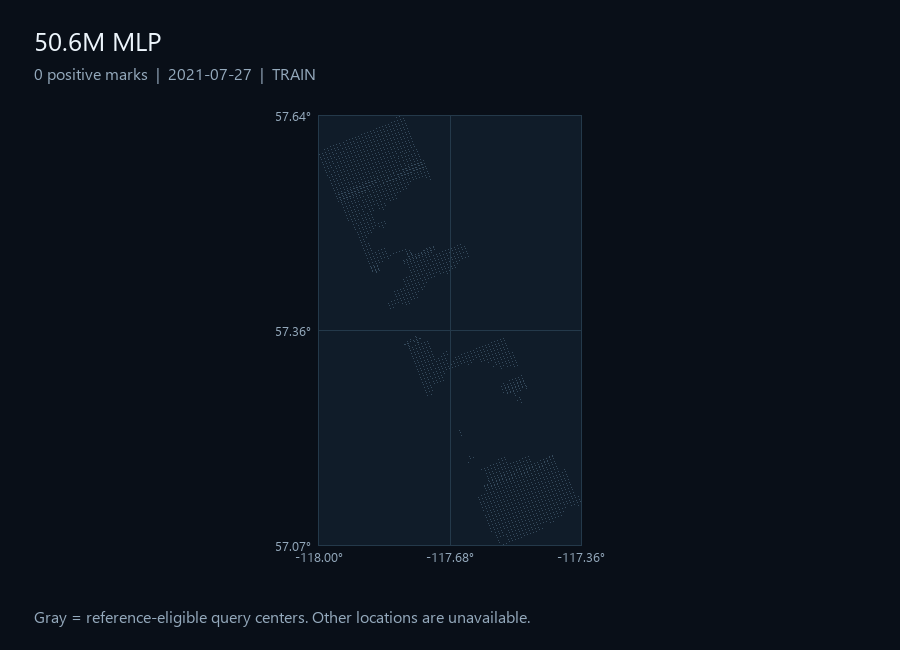 50.6M MLP
0 positive marks | 2021-07-27 | TRAIN
57.64°
57.36°
57.07°
-118.00°
-117.68°
-117.36°
Gray = reference-eligible query centers. Other locations are unavailable.